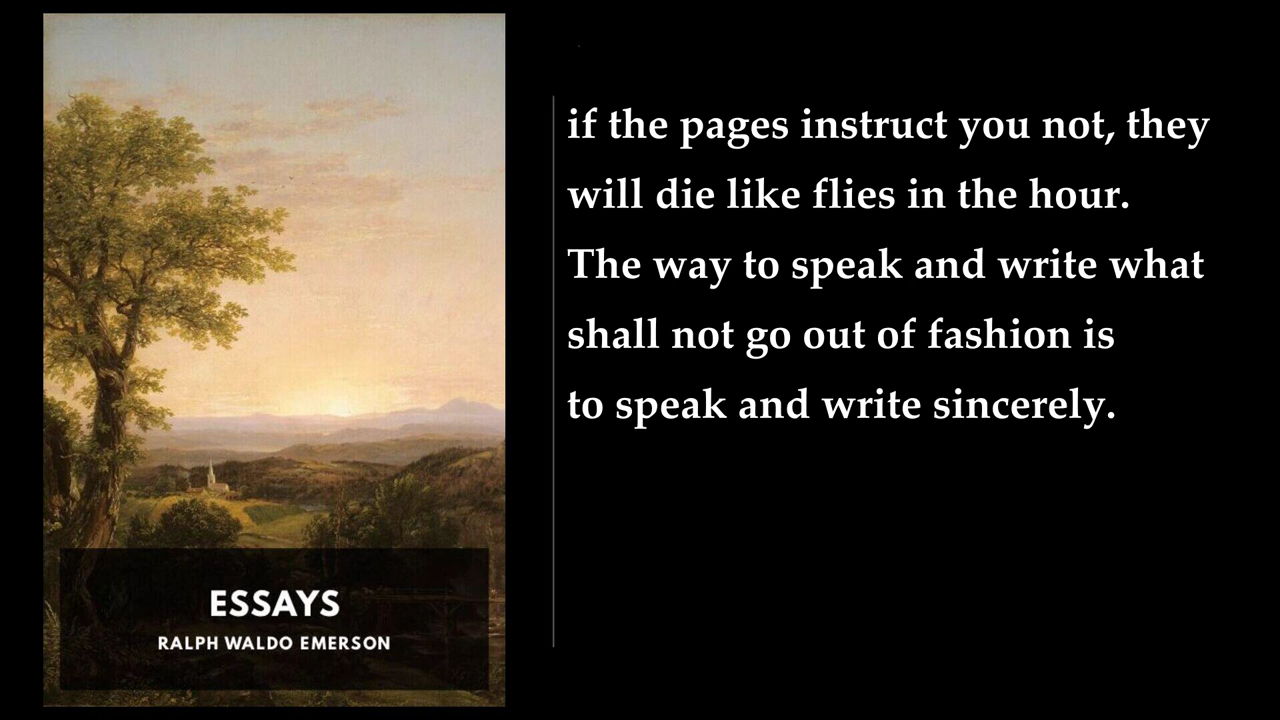 if the pages instruct you not, they
will die like flies in the hour.
The way to speak and write what
shall not go out of fashion is
to speak and write sincerely.
ESSAYS
RALPH WALDO EMERSON